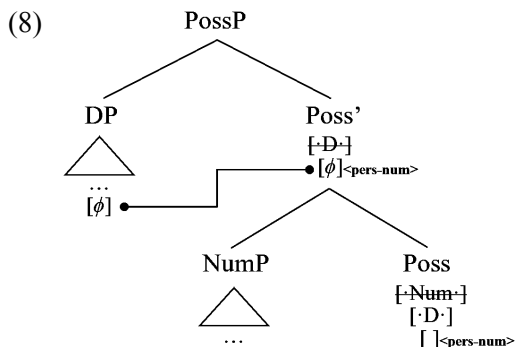 (8) PossP
DP Poss’
[·D·]
[ϕ]<pers-num>
…
[ϕ]
NumP Poss
[·Num·]
[·D·]
… [ ]<pers-num>